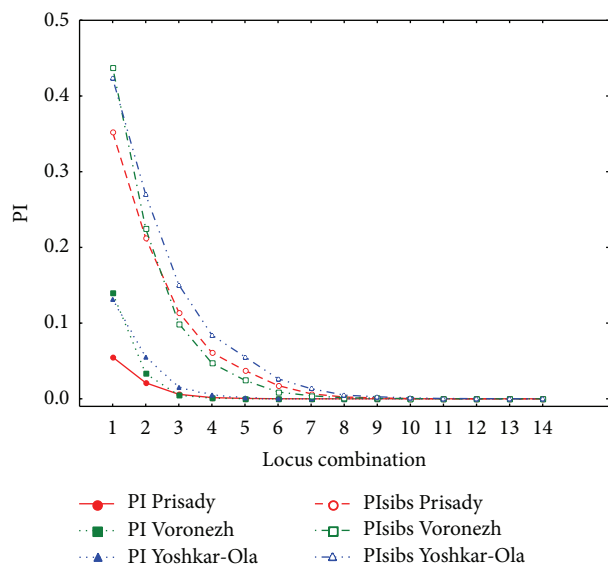 0.5
0.4
0.3
PI
0.2
0.1
0.0
1 2 3 4 5 6 7 8 9 10 11 12 13 14
Locus combination
PI Prisady PIsibs Prisady
PI Voronezh PIsibs Voronezh
PI Yoshkar-Ola PIsibs Yoshkar-Ola